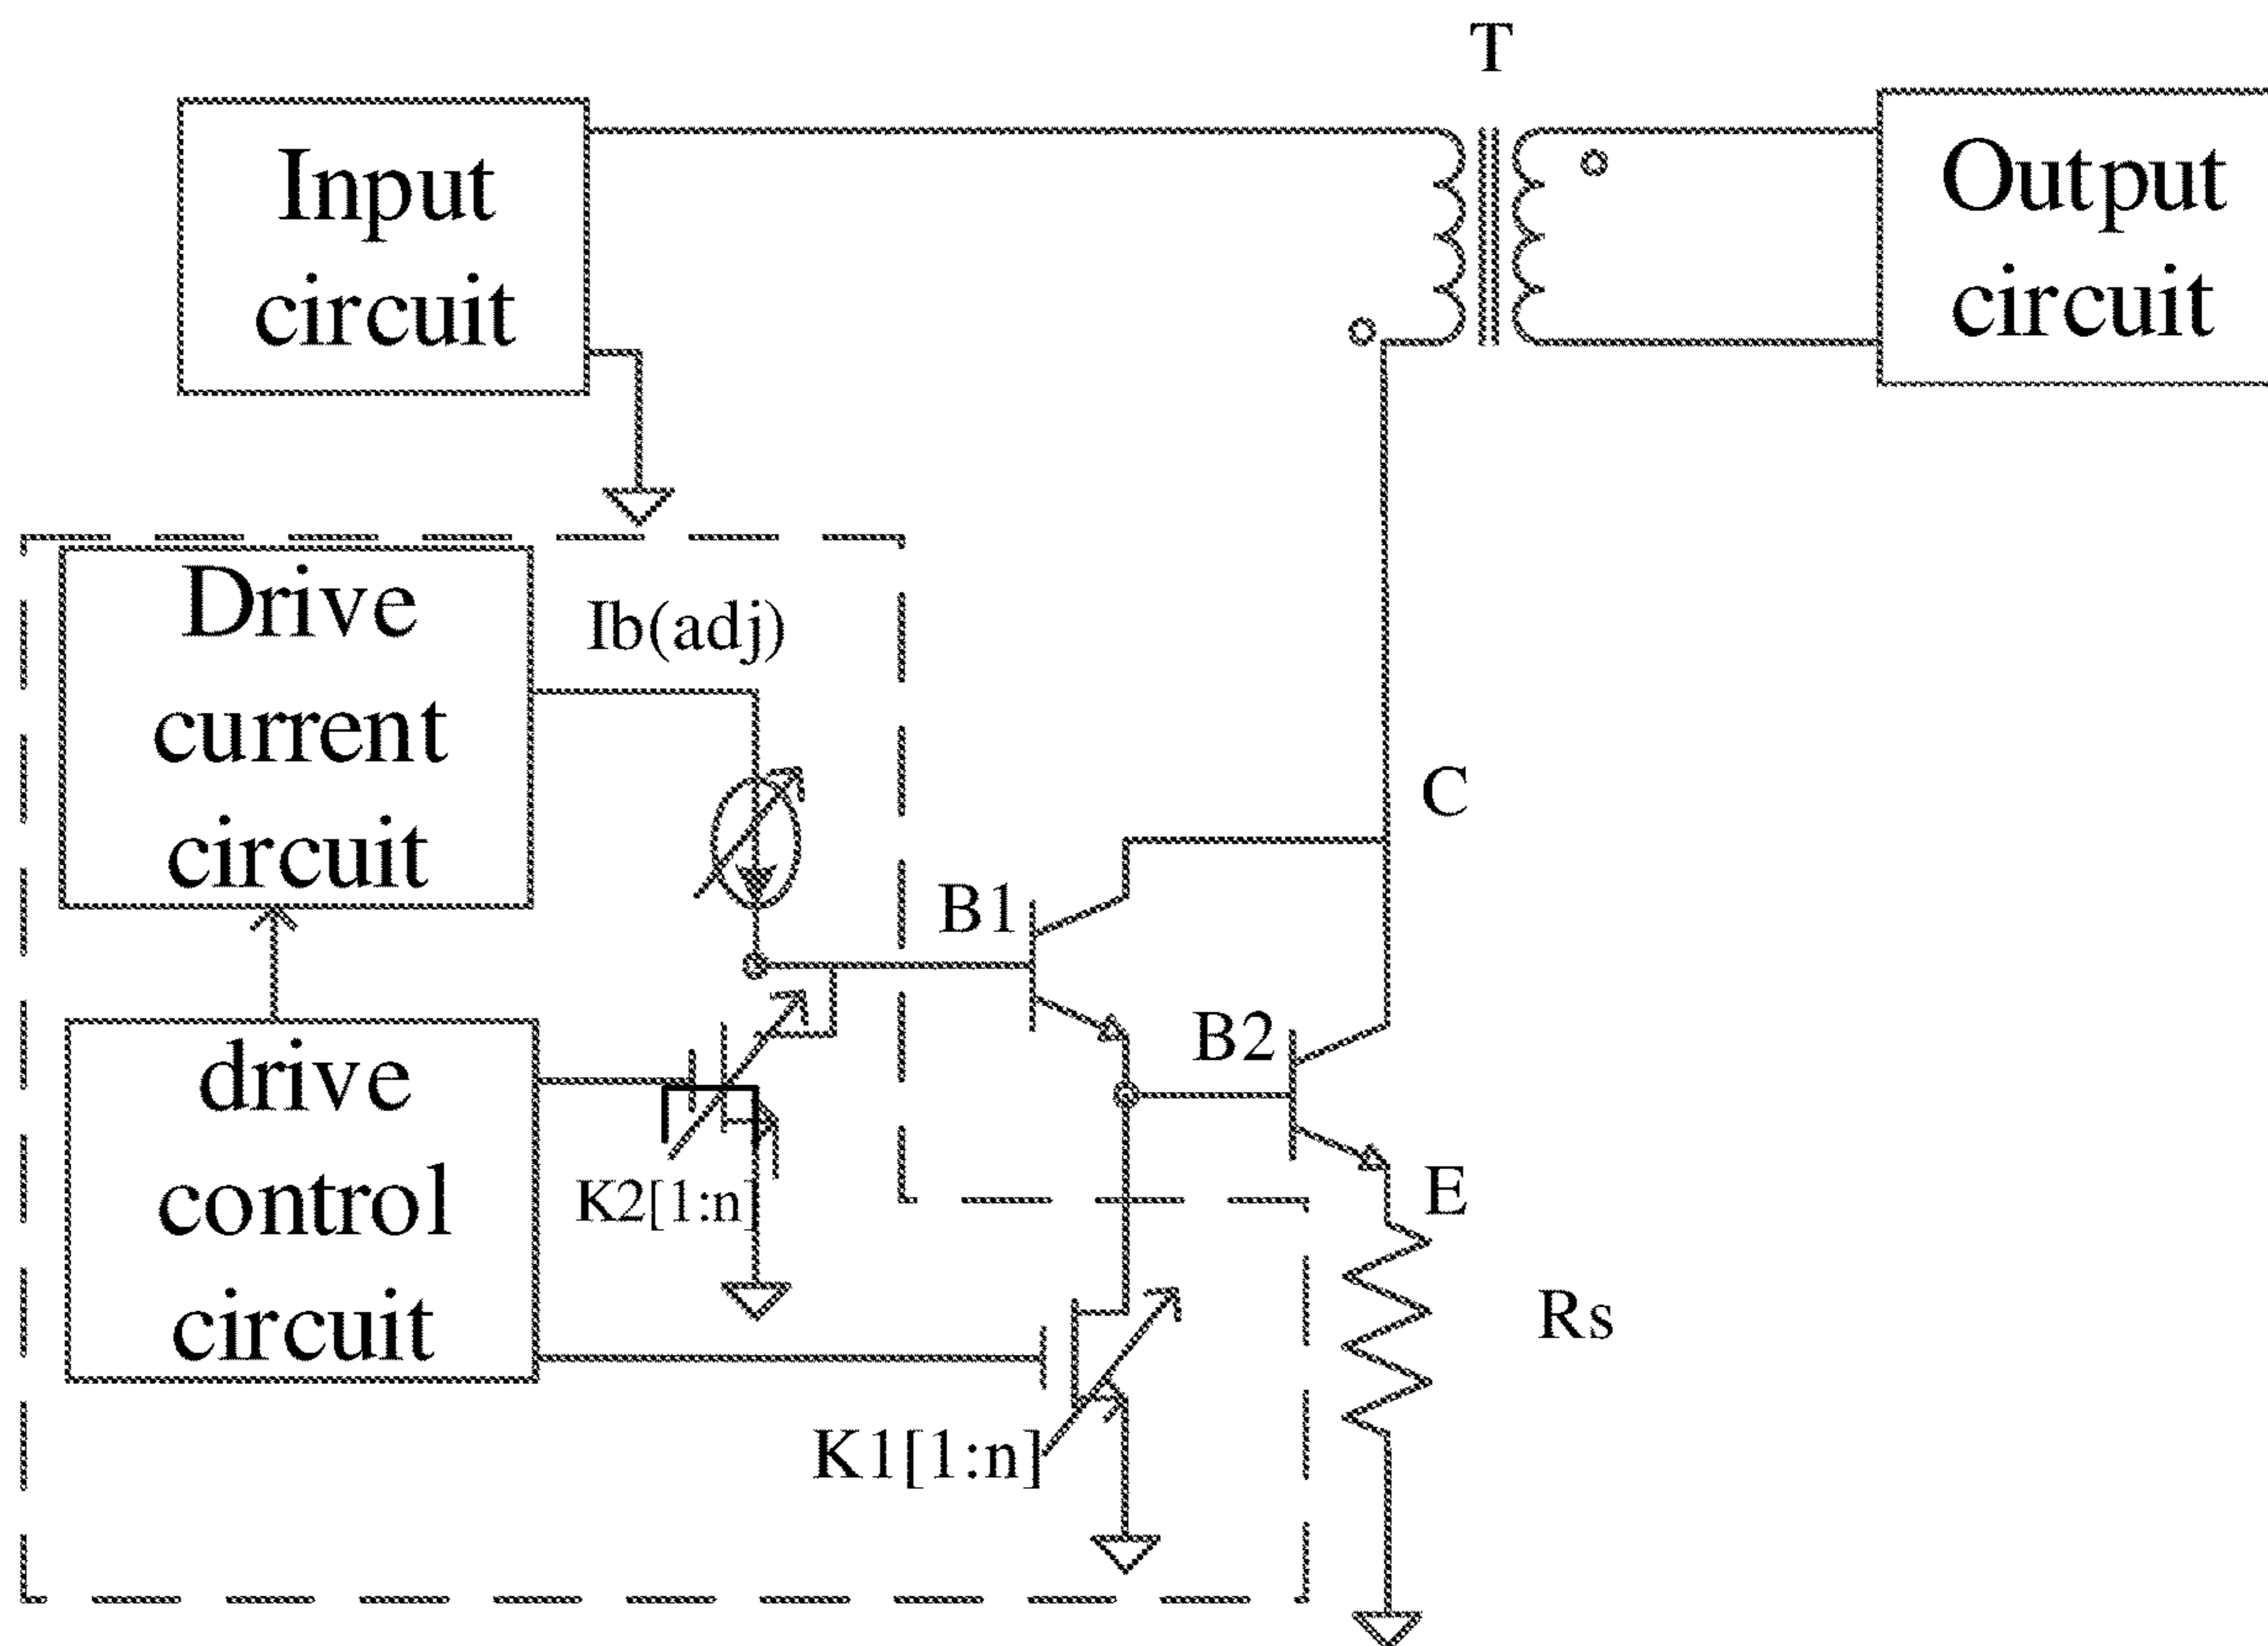 T
Input
circuit
Output
circuit
Drive
current
circuit
Ib(adj)
C
B1
B2
drive
control
circuit
K2[1:n]
E
Rs
K1[1:n]